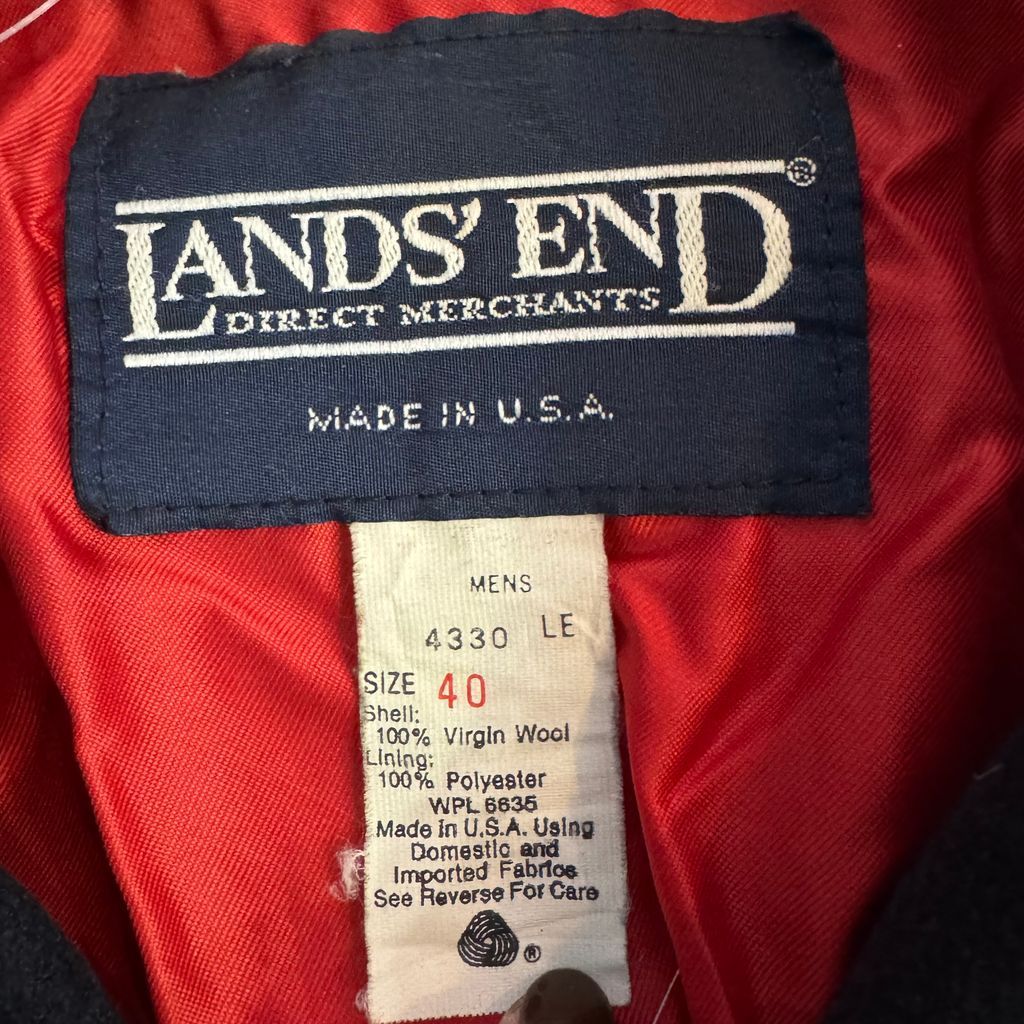 LANDS' END®
DIRECT MERCHANTS
MADE IN U.S.A.
MENS
4330 LE
SIZE 40
Shell:
100% Virgin Wool
Lining:
100% Polyester
WPL 6635
Made in U.S.A. Using
Domestic and
Imported Fabrics
See Reverse For Care
®